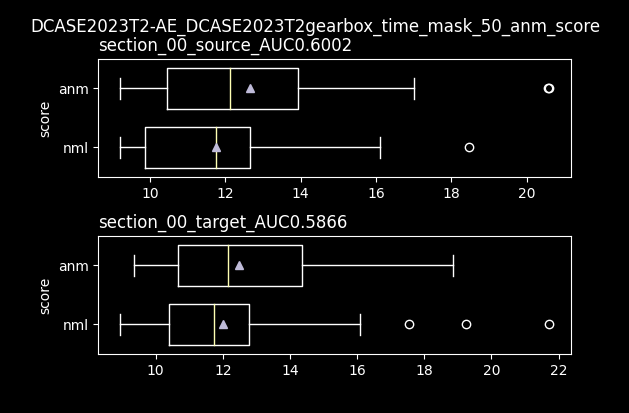 DCASE2023T2-AE_DCASE2023T2gearbox_time_mask_50_anm_score
section_00_source_AUC0.6002
anm
nml
score
10 12 14 16 18 20
section_00_target_AUC0.5866
anm
nml
score
10 12 14 16 18 20 22